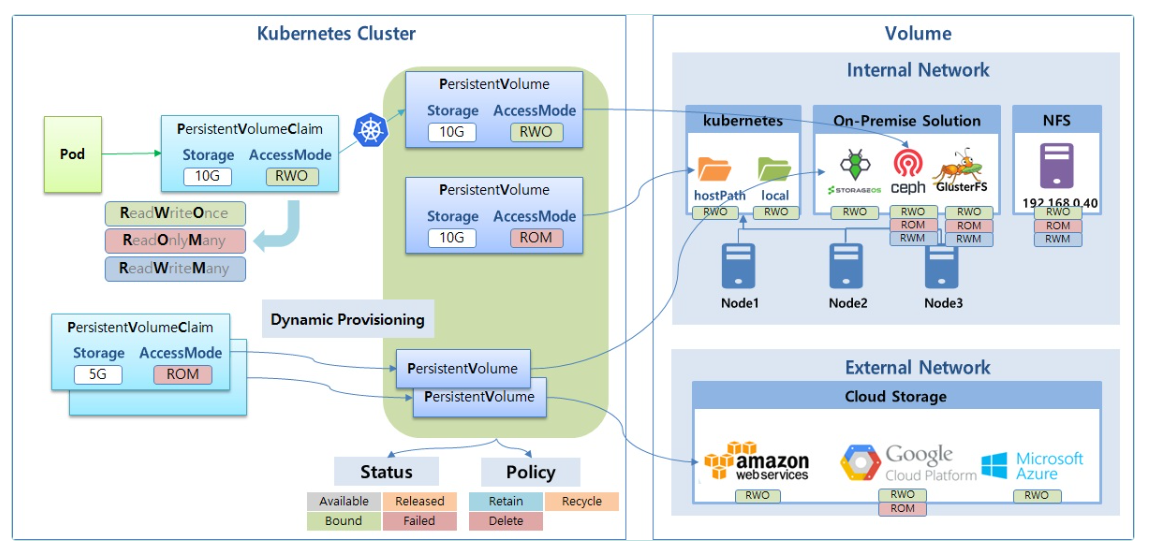 Kubernetes Cluster
Pod
PersistentVolumeClaim
Storage AccessMode
10G RWO
ReadWriteOnce
ReadOnlyMany
ReadWriteMany
PersistentVolume
Storage AccessMode
10G RWO
PersistentVolume
Storage AccessMode
10G ROM
Dynamic Provisioning
PersistentVolumeClaim
Storage AccessMode
5G ROM
PersistentVolume
PersistentVolume
Status
Available Released
Bound Failed
Policy
Retain Recycle
Delete
Volume
Internal Network
kubernetes
hostPath local
RWO RWO
On-Premise Solution
STORAGEOS ceph GlusterFS
RWO RWO RWO
ROM ROM
RWM RWM
NFS
192.168.0.40
RWO
ROM
RWM
Node1 Node2 Node3
External Network
Cloud Storage
amazon
webservices
RWO
Google
Cloud Platform
RWO
ROM
Microsoft
Azure
RWO